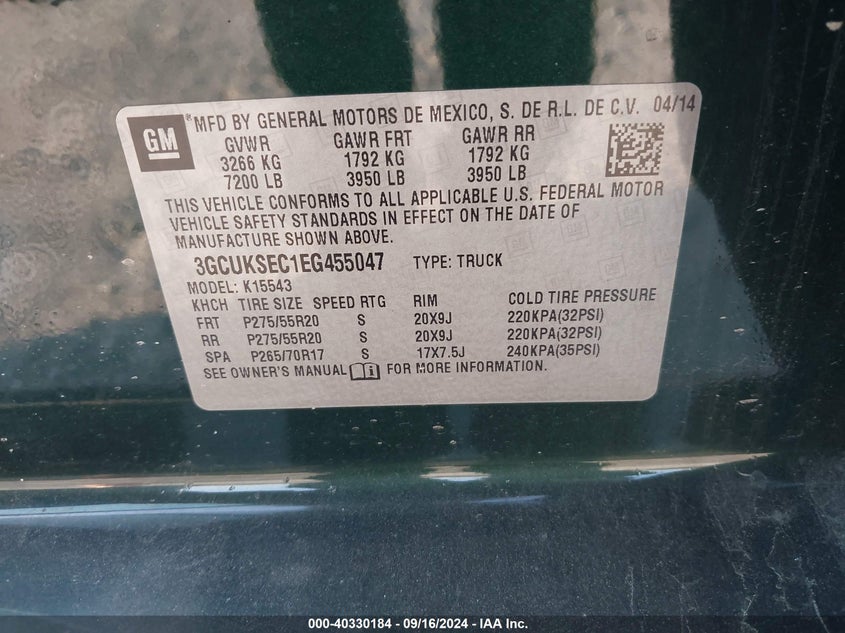 GM
®MFD BY GENERAL MOTORS DE MEXICO, S. DE R.L. DE C.V. 04/14
GVWR GAWR FRT GAWR RR
3266 KG 1792 KG 1792 KG
7200 LB 3950 LB 3950 LB
THIS VEHICLE CONFORMS TO ALL APPLICABLE U.S. FEDERAL MOTOR
VEHICLE SAFETY STANDARDS IN EFFECT ON THE DATE OF
MANUFACTURE SHOWN ABOVE.
3GCUKSEC1EG455047 TYPE: TRUCK
MODEL: K15543
KHCH TIRE SIZE SPEED RTG RIM COLD TIRE PRESSURE
FRT P275/55R20 S 20X9J 220KPA(32PSI)
RR P275/55R20 S 20X9J 220KPA(32PSI)
SPA P265/70R17 S 17X7.5J 240KPA(35PSI)
SEE OWNER'S MANUAL FOR MORE INFORMATION.
000-40330184 - 09/16/2024 - IAA Inc.